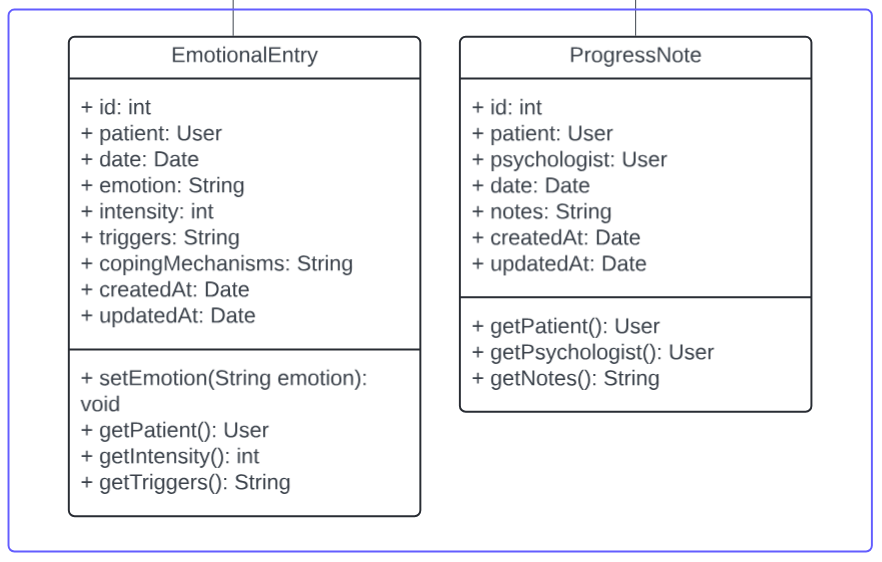 EmotionalEntry
+ id: int
+ patient: User
+ date: Date
+ emotion: String
+ intensity: int
+ triggers: String
+ copingMechanisms: String
+ createdAt: Date
+ updatedAt: Date
+ setEmotion(String emotion):
void
+ getPatient(): User
+ getIntensity(): int
+ getTriggers(): String
ProgressNote
+ id: int
+ patient: User
+ psychologist: User
+ date: Date
+ notes: String
+ createdAt: Date
+ updatedAt: Date
+ getPatient(): User
+ getPsychologist(): User
+ getNotes(): String